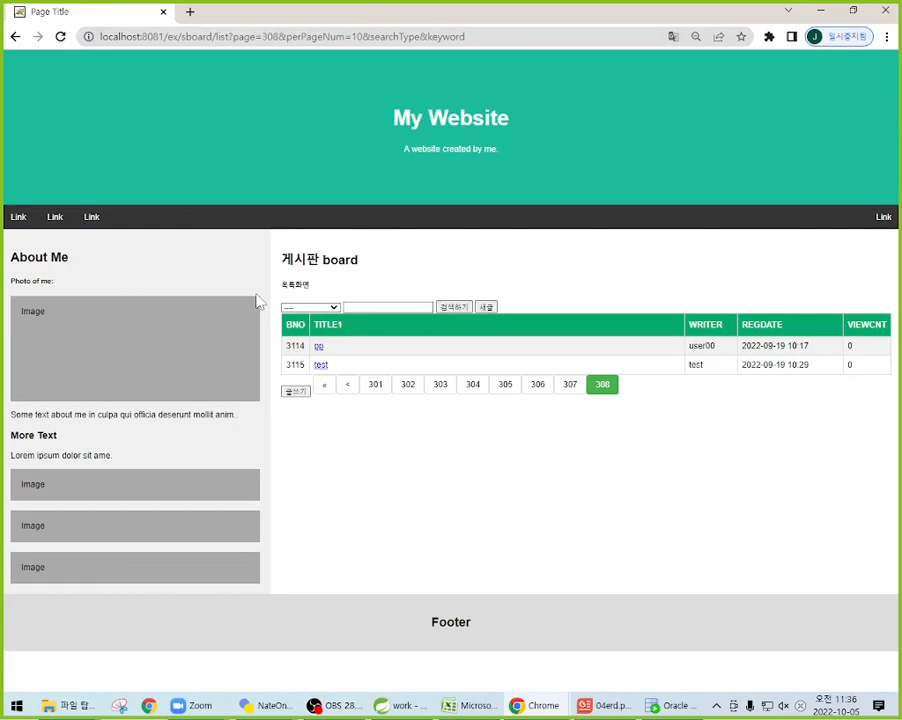 Page Title
localhost:8081/ex/sboard/list?page=308&perPageNum=10&searchType&keyword
J 일시중지됨
My Website
A website created by me.
Link Link Link Link
About Me
Photo of me:
Image
Some text about me in culpa qui officia deserunt mollit anim..
More Text
Lorem ipsum dolor sit ame.
Image
Image
Image
게시판 board
목록화면
---- 검색하기 새글
BNO TITLE1 WRITER REGDATE VIEWCNT
3114 pp user00 2022-09-19 10:17 0
3115 test test 2022-09-19 10:29 0
글쓰기 « < 301 302 303 304 305 306 307 308
Footer
파일 탐... Zoom NateOn... OBS 28.... work - ... Microso... Chrome 04erd.p... Oracle ...
오전 11:36
2022-10-05